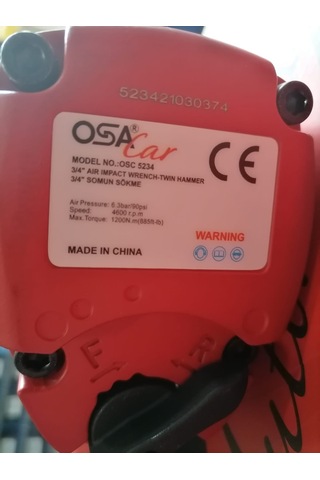 523421030374
OSA® Car
MODEL NO.:OSC 5234
3/4" AIR IMPACT WRENCH-TWIN HAMMER
3/4" SOMUN SÖKME
CE
Air Pressure: 6.3bar/90psi
Speed: 4600 r.p.m
Max.Torque: 1200N.m(8855-lb)
WARNING
MADE IN CHINA
F
R